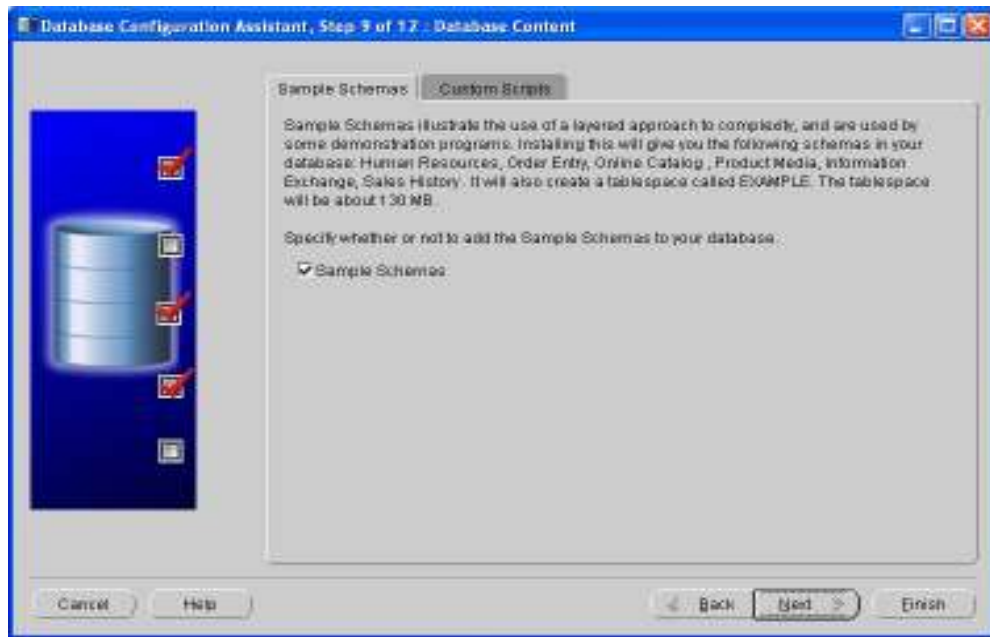 Database Configuration Assistant, Step 9 of 12 : Database Content
Sample Schemas
Custom Scripts
Sample Schemas illustrate the use of a layered approach to complexity, and are used by
some demonstration programs. Installing this will give you the following schemas in your
database: Human Resources, Order Entry, Online Catalog , Product Media, Information
Exchange, Sales History. It will also create a tablespace called EXAMPLE. The tablespace
will be about 130 MB.
Specify whether or not to add the Sample Schemas to your database.
Sample Schemas
Cancel
Help
Back
Next
Finish